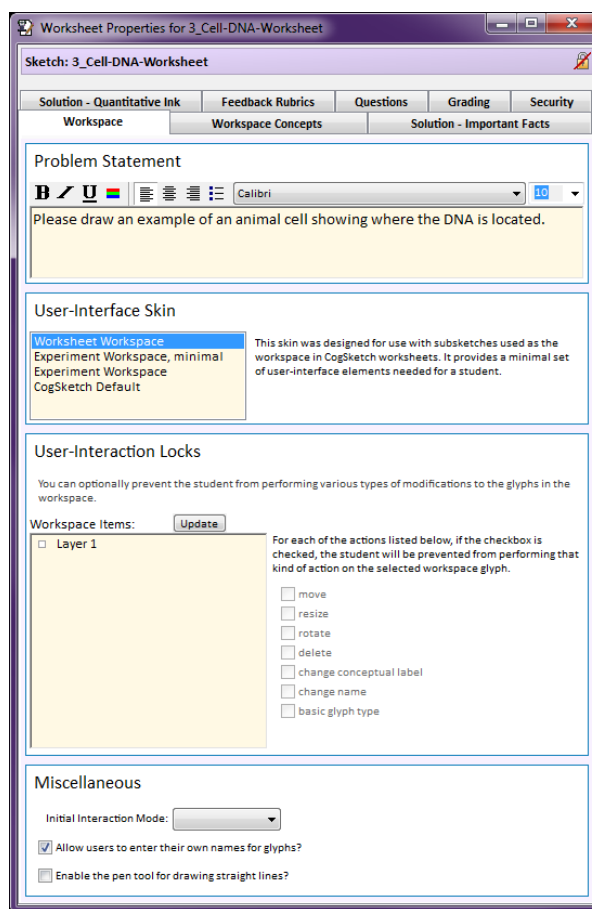 Worksheet Properties for 3_Cell-DNA-Worksheet
Sketch: 3_Cell-DNA-Worksheet
Solution - Quantitative Ink Feedback Rubrics Questions Grading Security
Workspace Workspace Concepts Solution - Important Facts
Problem Statement
B I U Calibri 10
Please draw an example of an animal cell showing where the DNA is located.
User-Interface Skin
Worksheet Workspace
Experiment Workspace, minimal
Experiment Workspace
CogSketch Default
This skin was designed for use with subsketches used as the
workspace in CogSketch worksheets. It provides a minimal set
of user-interface elements needed for a student.
User-Interaction Locks
You can optionally prevent the student from performing various types of modifications to the glyphs in the
workspace.
Workspace Items: Update
Layer 1
For each of the actions listed below, if the checkbox is
checked, the student will be prevented from performing that
kind of action on the selected workspace glyph.
move
resize
rotate
delete
change conceptual label
change name
basic glyph type
Miscellaneous
Initial Interaction Mode:
Allow users to enter their own names for glyphs?
Enable the pen tool for drawing straight lines?